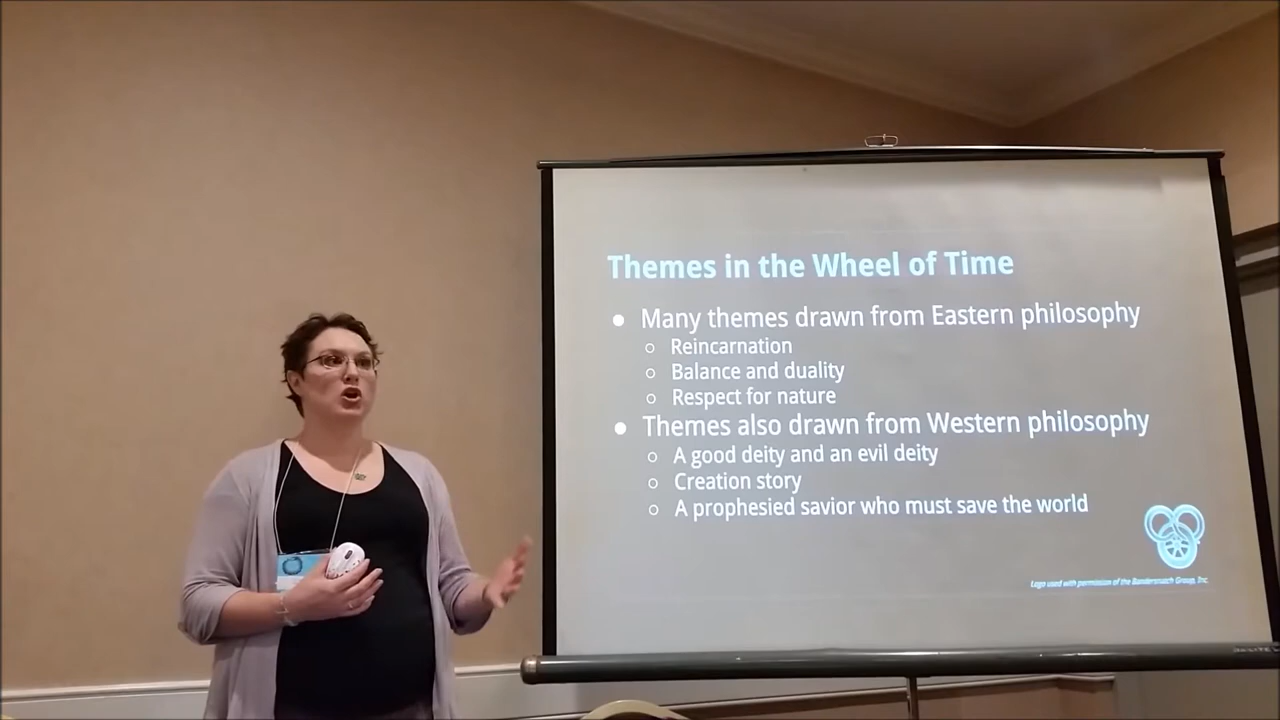 Themes in the Wheel of Time
● Many themes drawn from Eastern philosophy
○ Reincarnation
○ Balance and duality
○ Respect for nature
● Themes also drawn from Western philosophy
○ A good deity and an evil deity
○ Creation story
○ A prophesied savior who must save the world
Logo used with permission of the Bandersnatch Group, Inc.